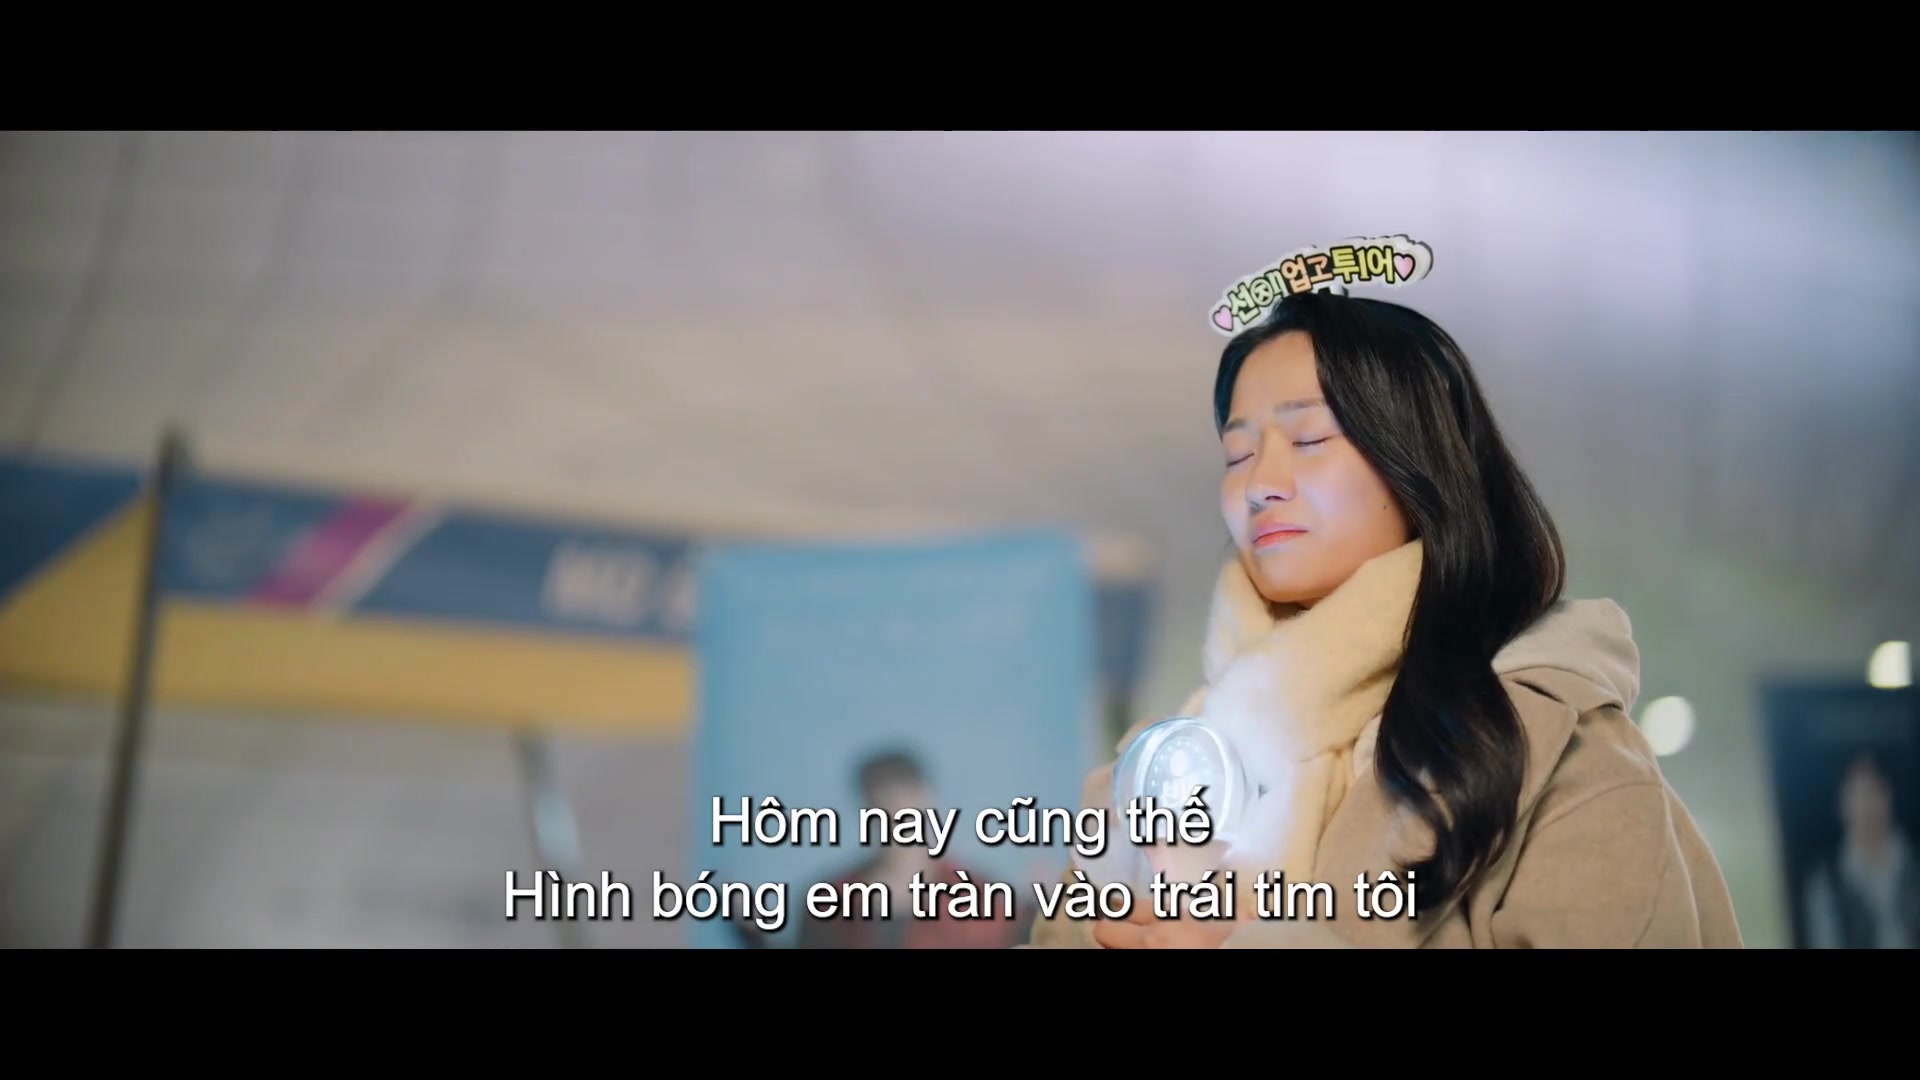 ♥선재업고튀어♥
Hôm nay cũng thế
Hình bóng em tràn vào trái tim tôi